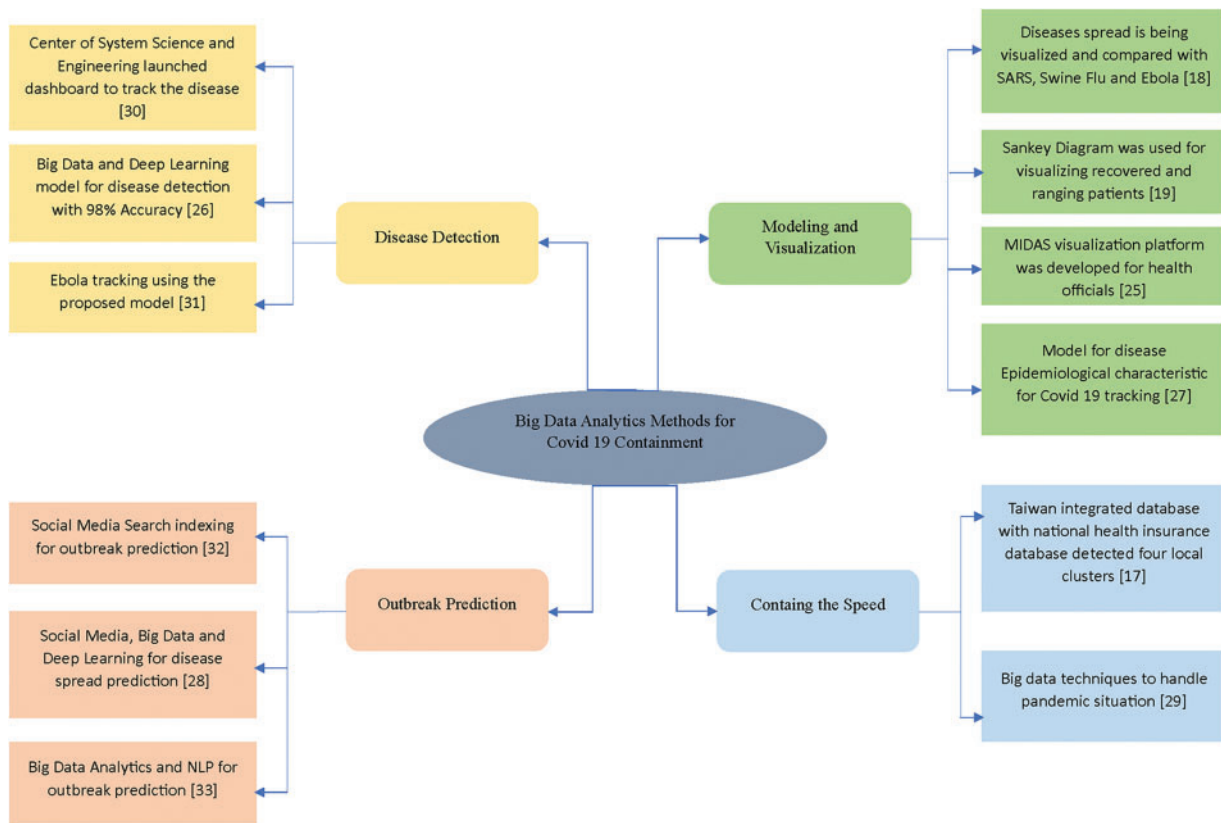 Center of System Science and
Engineering launched
dashboard to track the disease
[30]
Big Data and Deep Learning
model for disease detection
with 98% Accuracy [26]
Ebola tracking using the
proposed model [31]
Disease Detection
Modeling and
Visualization
Diseases spread is being
visualized and compared with
SARS, Swine Flu and Ebola [18]
Sankey Diagram was used for
visualizing recovered and
ranging patients [19]
MIDAS visualization platform
was developed for health
officials [25]
Model for disease
Epidemiological characteristic
for Covid 19 tracking [27]
Big Data Analytics Methods for
Covid 19 Containment
Social Media Search indexing
for outbreak prediction [32]
Social Media, Big Data and
Deep Learning for disease
spread prediction [28]
Big Data Analytics and NLP for
outbreak prediction [33]
Outbreak Prediction
Containg the Speed
Taiwan integrated database
with national health insurance
database detected four local
clusters [17]
Big data techniques to handle
pandemic situation [29]